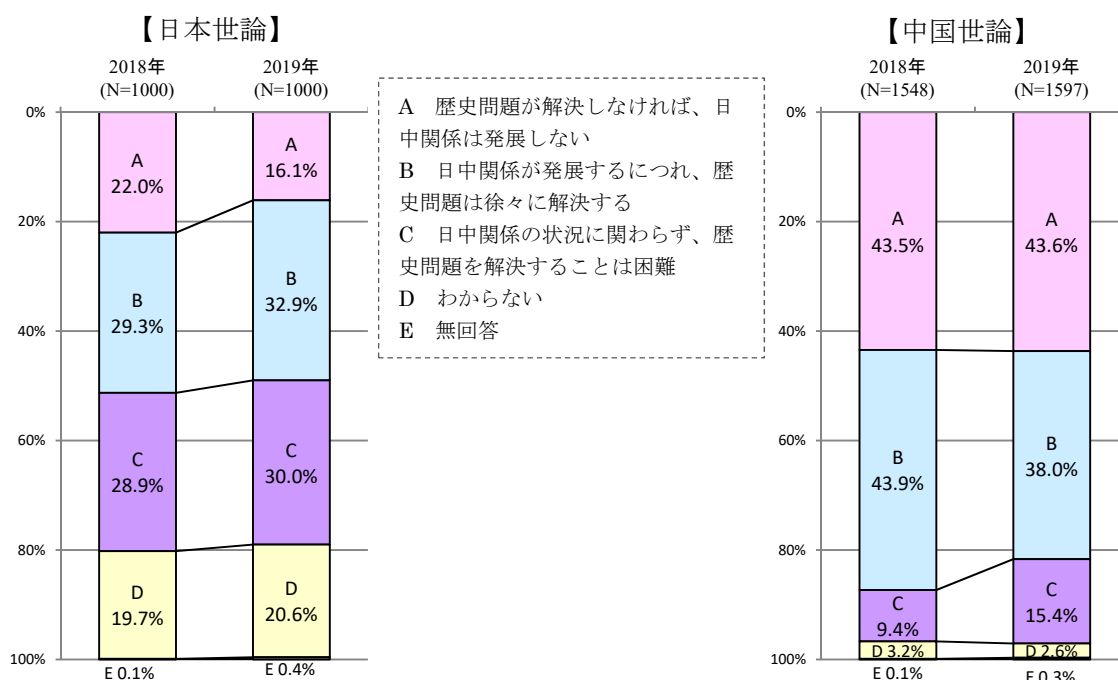 【日本世論】
2018年
(N=1000)
2019年
(N=1000)
0%
20%
40%
60%
80%
100%
A
22.0%
B
29.3%
C
28.9%
D
19.7%
E 0.1%
A
16.1%
B
32.9%
C
30.0%
D
20.6%
E 0.4%
A 歴史問題が解決しなければ、日
中関係は発展しない
B 日中関係が発展するにつれ、歴
史問題は徐々に解決する
C 日中関係の状況に関わらず、歴
史問題を解決することは困難
D わからない
E 無回答
【中国世論】
2018年
(N=1548)
2019年
(N=1597)
0%
20%
40%
60%
80%
100%
A
43.5%
B
43.9%
C
9.4%
D 3.2%
E 0.1%
A
43.6%
B
38.0%
C
15.4%
D 2.6%
E 0.3%